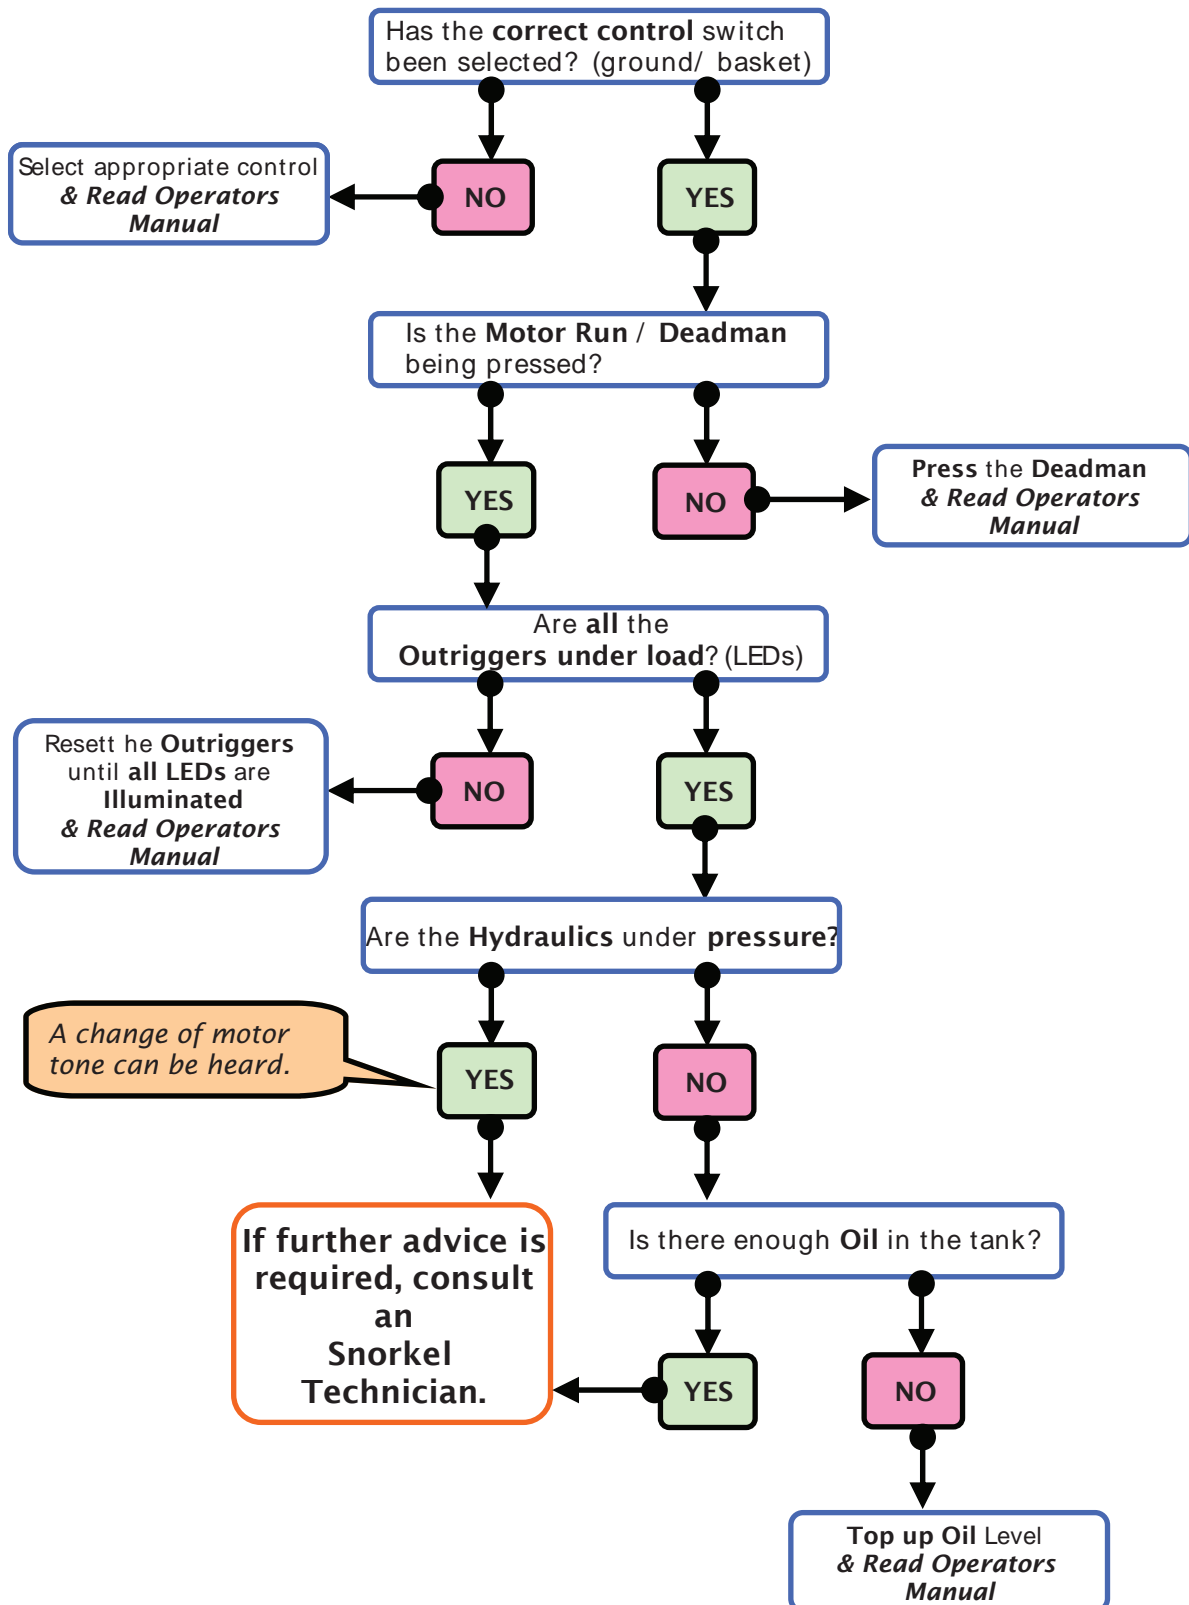 Has the correct control switch
been selected? (ground/ basket)
Select appropriate control
& Read Operators
Manual
NO
YES
Is the Motor Run / Deadman
being pressed?
YES
NO
Press the Deadman
& Read Operators
Manual
Are all the
Outriggers under load? (LEDs)
Resett he Outriggers
until all LEDs are
Illuminated
& Read Operators
Manual
NO
YES
Are the Hydraulics under pressure?
A change of motor
tone can be heard.
YES
NO
If further advice is
required, consult
an
Snorkel
Technician.
Is there enough Oil in the tank?
YES
NO
Top up Oil Level
& Read Operators
Manual